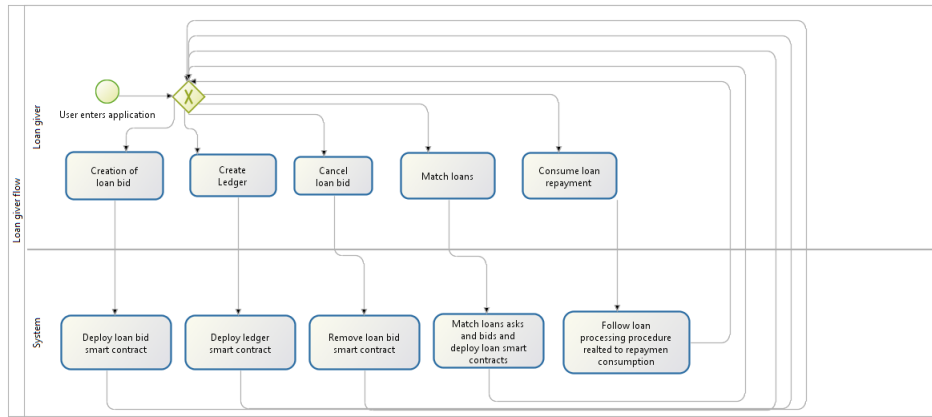 Loan giver flow
Loan giver
System
User enters application
X
Creation of
loan bid
Create
Ledger
Cancel
loan bid
Match loans
Consume loan
repayment
Deploy loan bid
smart contract
Deploy ledger
smart contract
Remove loan bid
smart contract
Match loans asks
and bids and
deploy loan smart
contracts
Follow loan
processing procedure
realted to repaymen
consumption